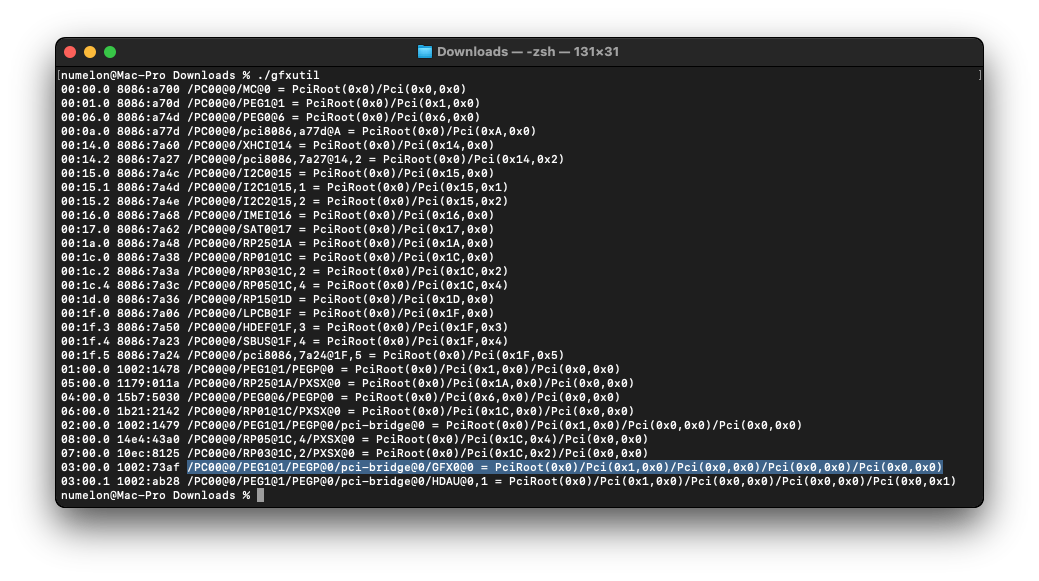 Downloads — -zsh — 131×31
[numelon@Mac-Pro Downloads % ./gfxutil ]
00:00.0 8086:a700 /PC00@0/MC@0 = PciRoot(0x0)/Pci(0x0,0x0)
00:01.0 8086:a70d /PC00@0/PEG1@1 = PciRoot(0x0)/Pci(0x1,0x0)
00:06.0 8086:a74d /PC00@0/PEG0@6 = PciRoot(0x0)/Pci(0x6,0x0)
00:0a.0 8086:a77d /PC00@0/pci8086,a77d@A = PciRoot(0x0)/Pci(0xA,0x0)
00:14.0 8086:7a60 /PC00@0/XHCI@14 = PciRoot(0x0)/Pci(0x14,0x0)
00:14.2 8086:7a27 /PC00@0/pci8086,7a27@14,2 = PciRoot(0x0)/Pci(0x14,0x2)
00:15.0 8086:7a4c /PC00@0/I2C0@15 = PciRoot(0x0)/Pci(0x15,0x0)
00:15.1 8086:7a4d /PC00@0/I2C1@15,1 = PciRoot(0x0)/Pci(0x15,0x1)
00:15.2 8086:7a4e /PC00@0/I2C2@15,2 = PciRoot(0x0)/Pci(0x15,0x2)
00:16.0 8086:7a68 /PC00@0/IMEI@16 = PciRoot(0x0)/Pci(0x16,0x0)
00:17.0 8086:7a62 /PC00@0/SAT0@17 = PciRoot(0x0)/Pci(0x17,0x0)
00:1a.0 8086:7a48 /PC00@0/RP25@1A = PciRoot(0x0)/Pci(0x1A,0x0)
00:1c.0 8086:7a38 /PC00@0/RP01@1C = PciRoot(0x0)/Pci(0x1C,0x0)
00:1c.2 8086:7a3a /PC00@0/RP03@1C,2 = PciRoot(0x0)/Pci(0x1C,0x2)
00:1c.4 8086:7a3c /PC00@0/RP05@1C,4 = PciRoot(0x0)/Pci(0x1C,0x4)
00:1d.0 8086:7a36 /PC00@0/RP15@1D = PciRoot(0x0)/Pci(0x1D,0x0)
00:1f.0 8086:7a06 /PC00@0/LPCB@1F = PciRoot(0x0)/Pci(0x1F,0x0)
00:1f.3 8086:7a50 /PC00@0/HDEF@1F,3 = PciRoot(0x0)/Pci(0x1F,0x3)
00:1f.4 8086:7a23 /PC00@0/SBUS@1F,4 = PciRoot(0x0)/Pci(0x1F,0x4)
00:1f.5 8086:7a24 /PC00@0/pci8086,7a24@1F,5 = PciRoot(0x0)/Pci(0x1F,0x5)
01:00.0 1002:1478 /PC00@0/PEG1@1/PEGP@0 = PciRoot(0x0)/Pci(0x1,0x0)/Pci(0x0,0x0)
05:00.0 1179:011a /PC00@0/RP25@1A/PXSX@0 = PciRoot(0x0)/Pci(0x1A,0x0)/Pci(0x0,0x0)
04:00.0 15b7:5030 /PC00@0/PEG0@6/PEGP@0 = PciRoot(0x0)/Pci(0x6,0x0)/Pci(0x0,0x0)
06:00.0 1b21:2142 /PC00@0/RP01@1C/PXSX@0 = PciRoot(0x0)/Pci(0x1C,0x0)/Pci(0x0,0x0)
02:00.0 1002:1479 /PC00@0/PEG1@1/PEGP@0/pci-bridge@0 = PciRoot(0x0)/Pci(0x1,0x0)/Pci(0x0,0x0)/Pci(0x0,0x0)
08:00.0 14e4:43a0 /PC00@0/RP05@1C,4/PXSX@0 = PciRoot(0x0)/Pci(0x1C,0x4)/Pci(0x0,0x0)
07:00.0 10ec:8125 /PC00@0/RP03@1C,2/PXSX@0 = PciRoot(0x0)/Pci(0x1C,0x2)/Pci(0x0,0x0)
03:00.0 1002:73af /PC00@0/PEG1@1/PEGP@0/pci-bridge@0/GFX0@0 = PciRoot(0x0)/Pci(0x1,0x0)/Pci(0x0,0x0)/Pci(0x0,0x0)/Pci(0x0,0x0)
03:00.1 1002:ab28 /PC00@0/PEG1@1/PEGP@0/pci-bridge@0/HDAU@0,1 = PciRoot(0x0)/Pci(0x1,0x0)/Pci(0x0,0x0)/Pci(0x0,0x0)/Pci(0x0,0x1)
numelon@Mac-Pro Downloads %